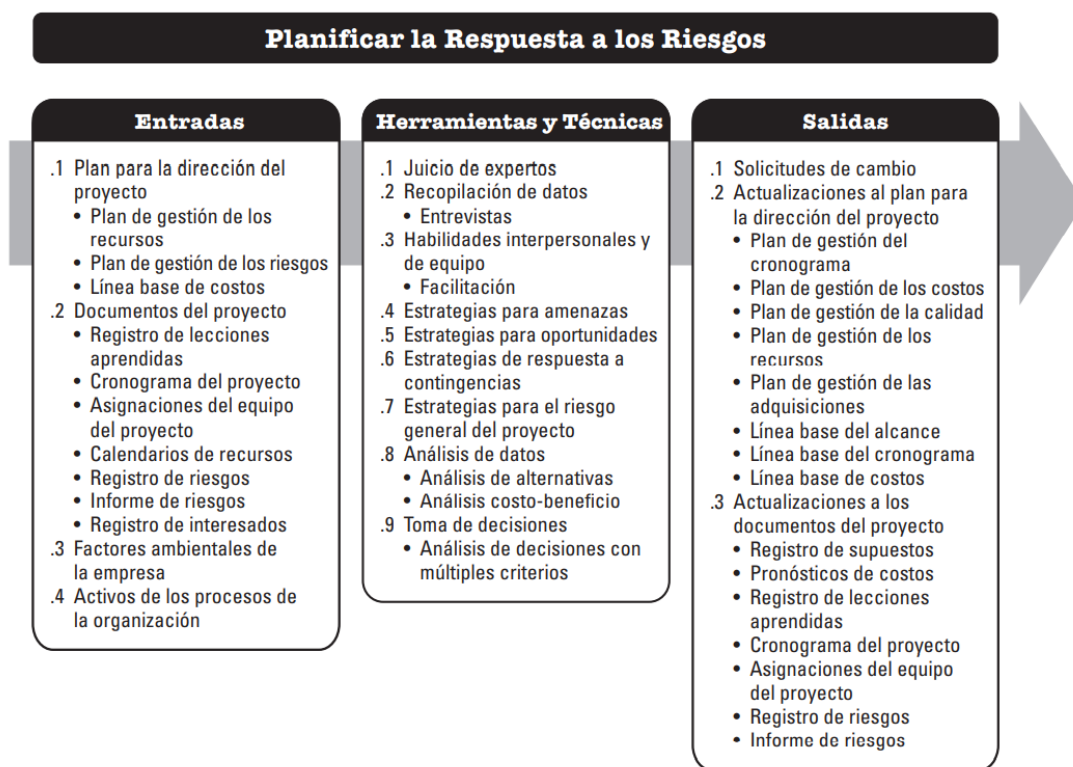 Planificar la Respuesta a los Riesgos
Entradas
.1 Plan para la dirección del
proyecto
• Plan de gestión de los
recursos
• Plan de gestión de los riesgos
• Línea base de costos
.2 Documentos del proyecto
• Registro de lecciones
aprendidas
• Cronograma del proyecto
• Asignaciones del equipo
del proyecto
• Calendarios de recursos
• Registro de riesgos
• Informe de riesgos
• Registro de interesados
.3 Factores ambientales de
la empresa
.4 Activos de los procesos de
la organización
Herramientas y Técnicas
.1 Juicio de expertos
.2 Recopilación de datos
• Entrevistas
.3 Habilidades interpersonales y
de equipo
• Facilitación
.4 Estrategias para amenazas
.5 Estrategias para oportunidades
.6 Estrategias de respuesta a
contingencias
.7 Estrategias para el riesgo
general del proyecto
.8 Análisis de datos
• Análisis de alternativas
• Análisis costo-beneficio
.9 Toma de decisiones
• Análisis de decisiones con
múltiples criterios
Salidas
.1 Solicitudes de cambio
.2 Actualizaciones al plan para
la dirección del proyecto
• Plan de gestión del
cronograma
• Plan de gestión de los costos
• Plan de gestión de la calidad
• Plan de gestión de los
recursos
• Plan de gestión de las
adquisiciones
• Línea base del alcance
• Línea base del cronograma
• Línea base de costos
.3 Actualizaciones a los
documentos del proyecto
• Registro de supuestos
• Pronósticos de costos
• Registro de lecciones
aprendidas
• Cronograma del proyecto
• Asignaciones del equipo
del proyecto
• Registro de riesgos
• Informe de riesgos